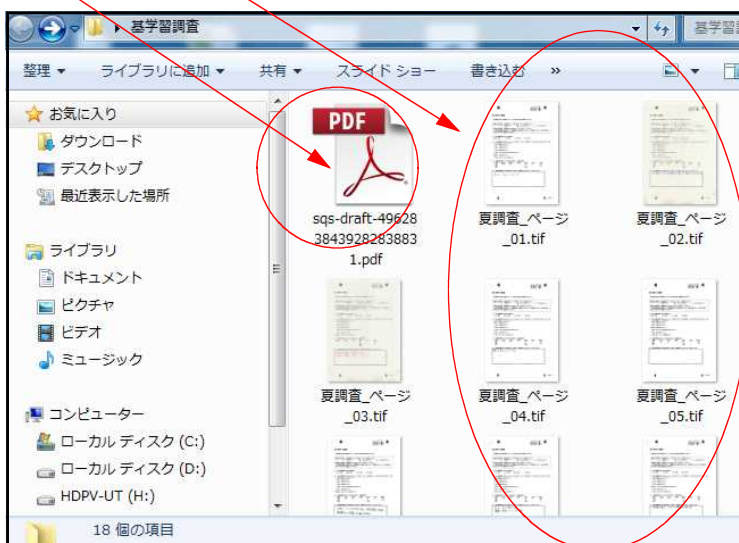 基学習調査
基学習
整理 ライブラリに追加 共有 スライド ショー 書き込む »
お気に入り
ダウンロード
デスクトップ
最近表示した場所
ライブラリ
ドキュメント
ピクチャ
ビデオ
ミュージック
コンピューター
ローカル ディスク (C:)
ローカル ディスク (D:)
HDPV-UT (H:)
PDF
sqs-draft-49628
3843928283883
1.pdf
夏調査_ページ
_01.tif
夏調査_ページ
_02.tif
夏調査_ページ
_03.tif
夏調査_ページ
_04.tif
夏調査_ページ
_05.tif
18 個の項目